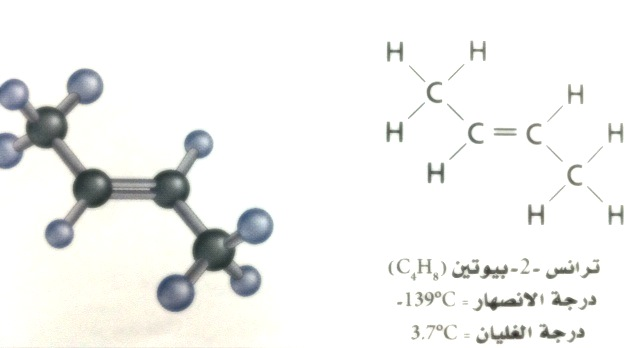 H H
C H
H C=C H
H C
H H
ترانس -2-بيوتين (C₄H₈)
درجة الانصهار = 139°C-
درجة الغليان = 3.7°C